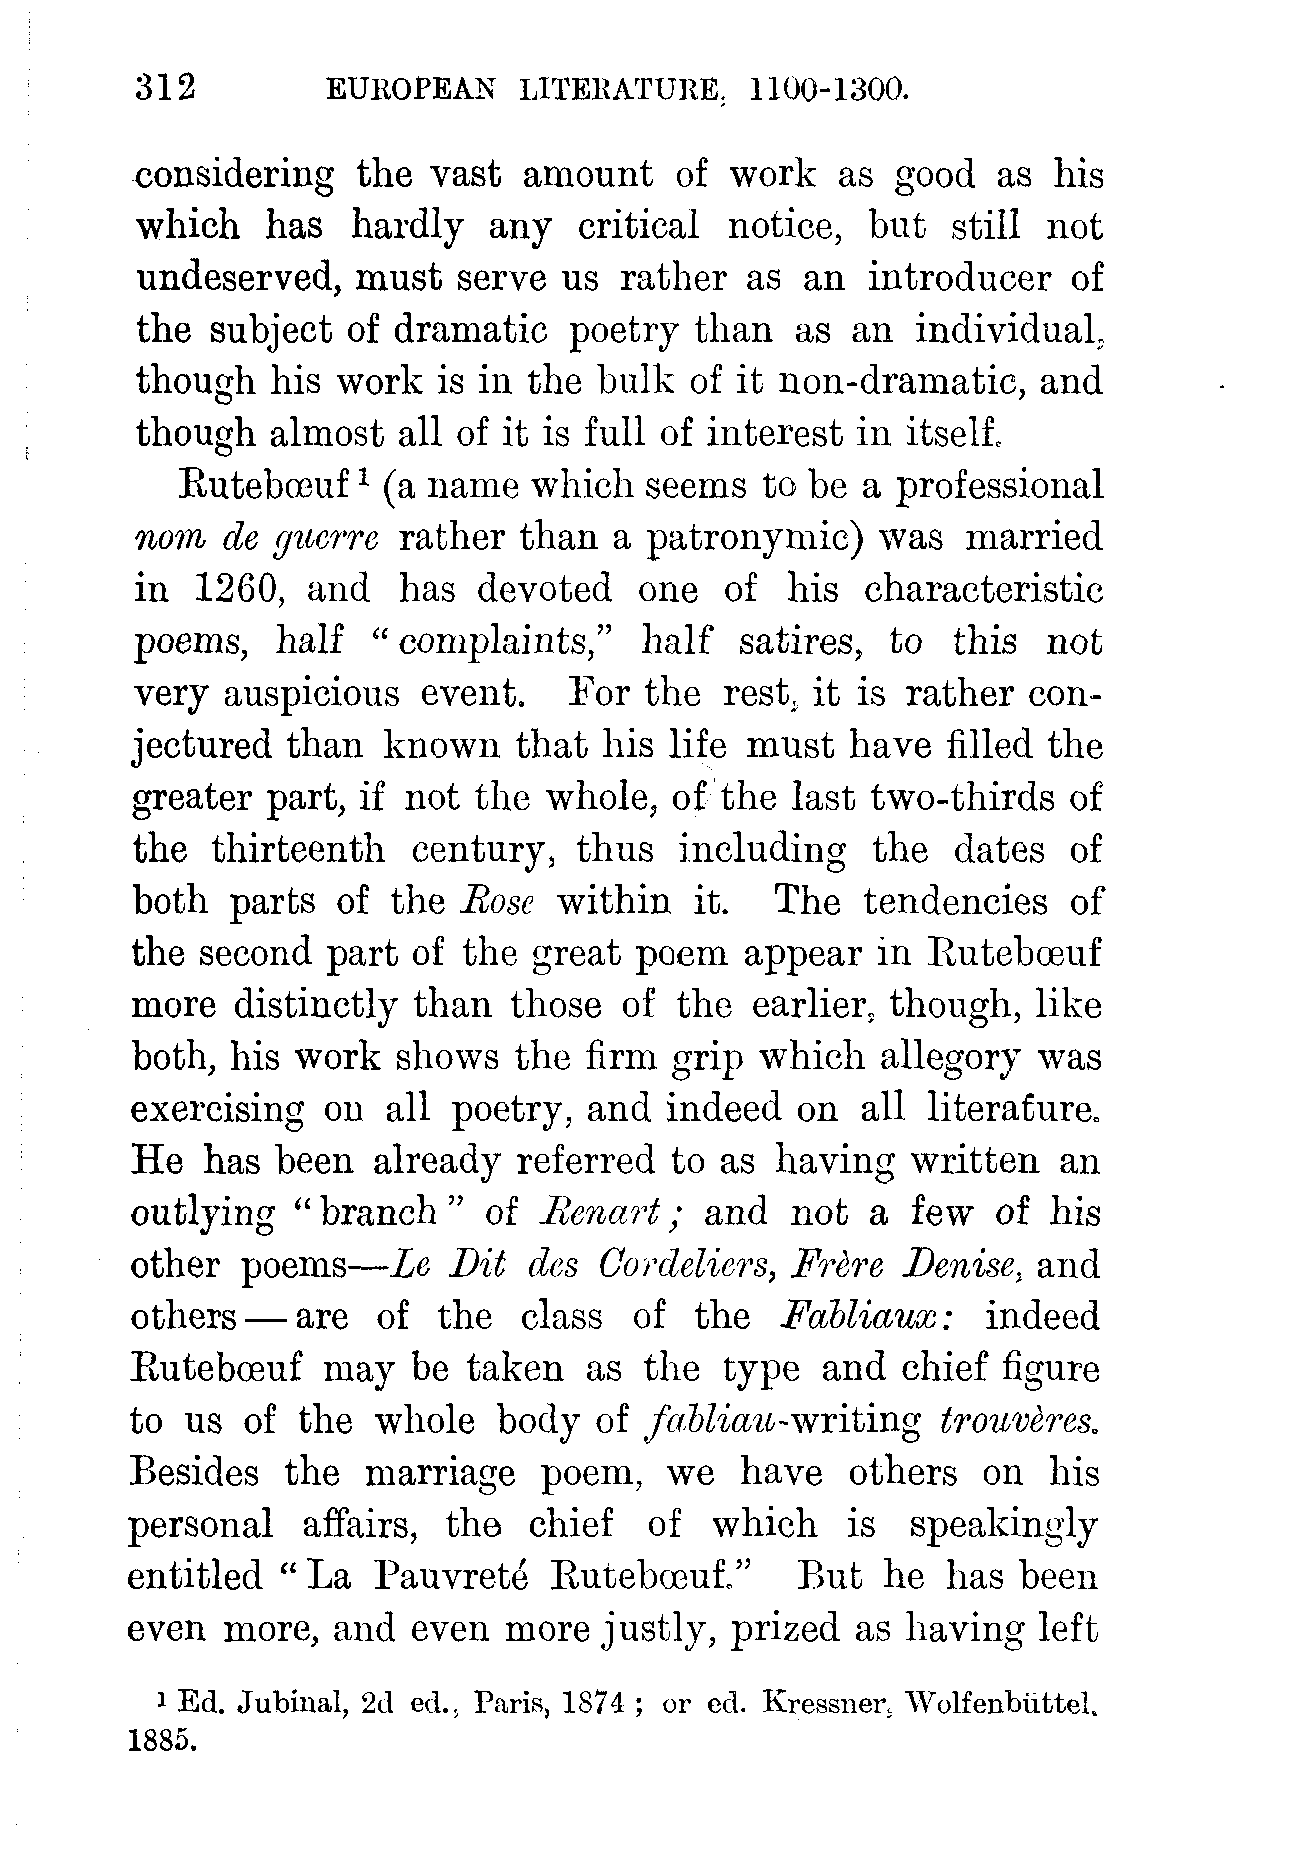 312 EUROPEAN LITERATURE, 1100-1300.
considering the vast amount of work as good as his
which has hardly any critical notice, but still not
undeserved, must serve us rather as an introducer of
the subject of dramatic poetry than as an individual,
though his work is in the bulk of it non-dramatic, and
though almost all of it is full of interest in itself.
Rutebœuf ¹ (a name which seems to be a professional
nom de guerre rather than a patronymic) was married
in 1260, and has devoted one of his characteristic
poems, half “complaints,” half satires, to this not
very auspicious event. For the rest, it is rather con-
jectured than known that his life must have filled the
greater part, if not the whole, of the last two-thirds of
the thirteenth century, thus including the dates of
both parts of the Rose within it. The tendencies of
the second part of the great poem appear in Rutebœuf
more distinctly than those of the earlier, though, like
both, his work shows the firm grip which allegory was
exercising on all poetry, and indeed on all literature.
He has been already referred to as having written an
outlying “branch” of Renart; and not a few of his
other poems—Le Dit des Cordeliers, Frère Denise, and
others—are of the class of the Fabliaux: indeed
Rutebœuf may be taken as the type and chief figure
to us of the whole body of fabliau-writing trouvères.
Besides the marriage poem, we have others on his
personal affairs, the chief of which is speakingly
entitled “La Pauvreté Rutebœuf.” But he has been
even more, and even more justly, prized as having left
¹ Ed. Jubinal, 2d ed., Paris, 1874; or ed. Kressner, Wolfenbüttel,
1885.